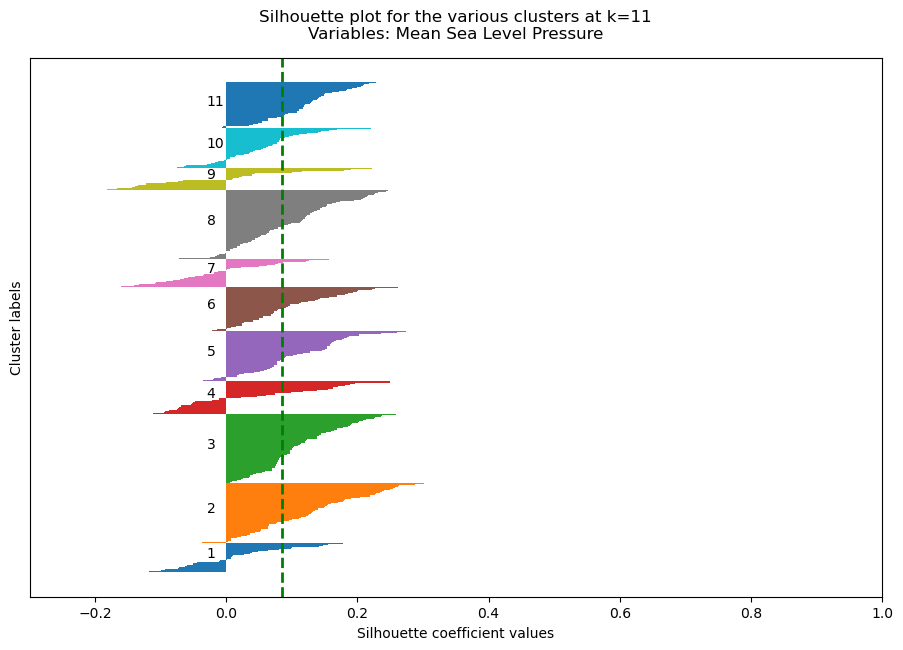 Silhouette plot for the various clusters at k=11
Variables: Mean Sea Level Pressure
11
10
9
8
7
6
5
4
3
2
1
Cluster labels
−0.2 0.0 0.2 0.4 0.6 0.8 1.0
Silhouette coefficient values